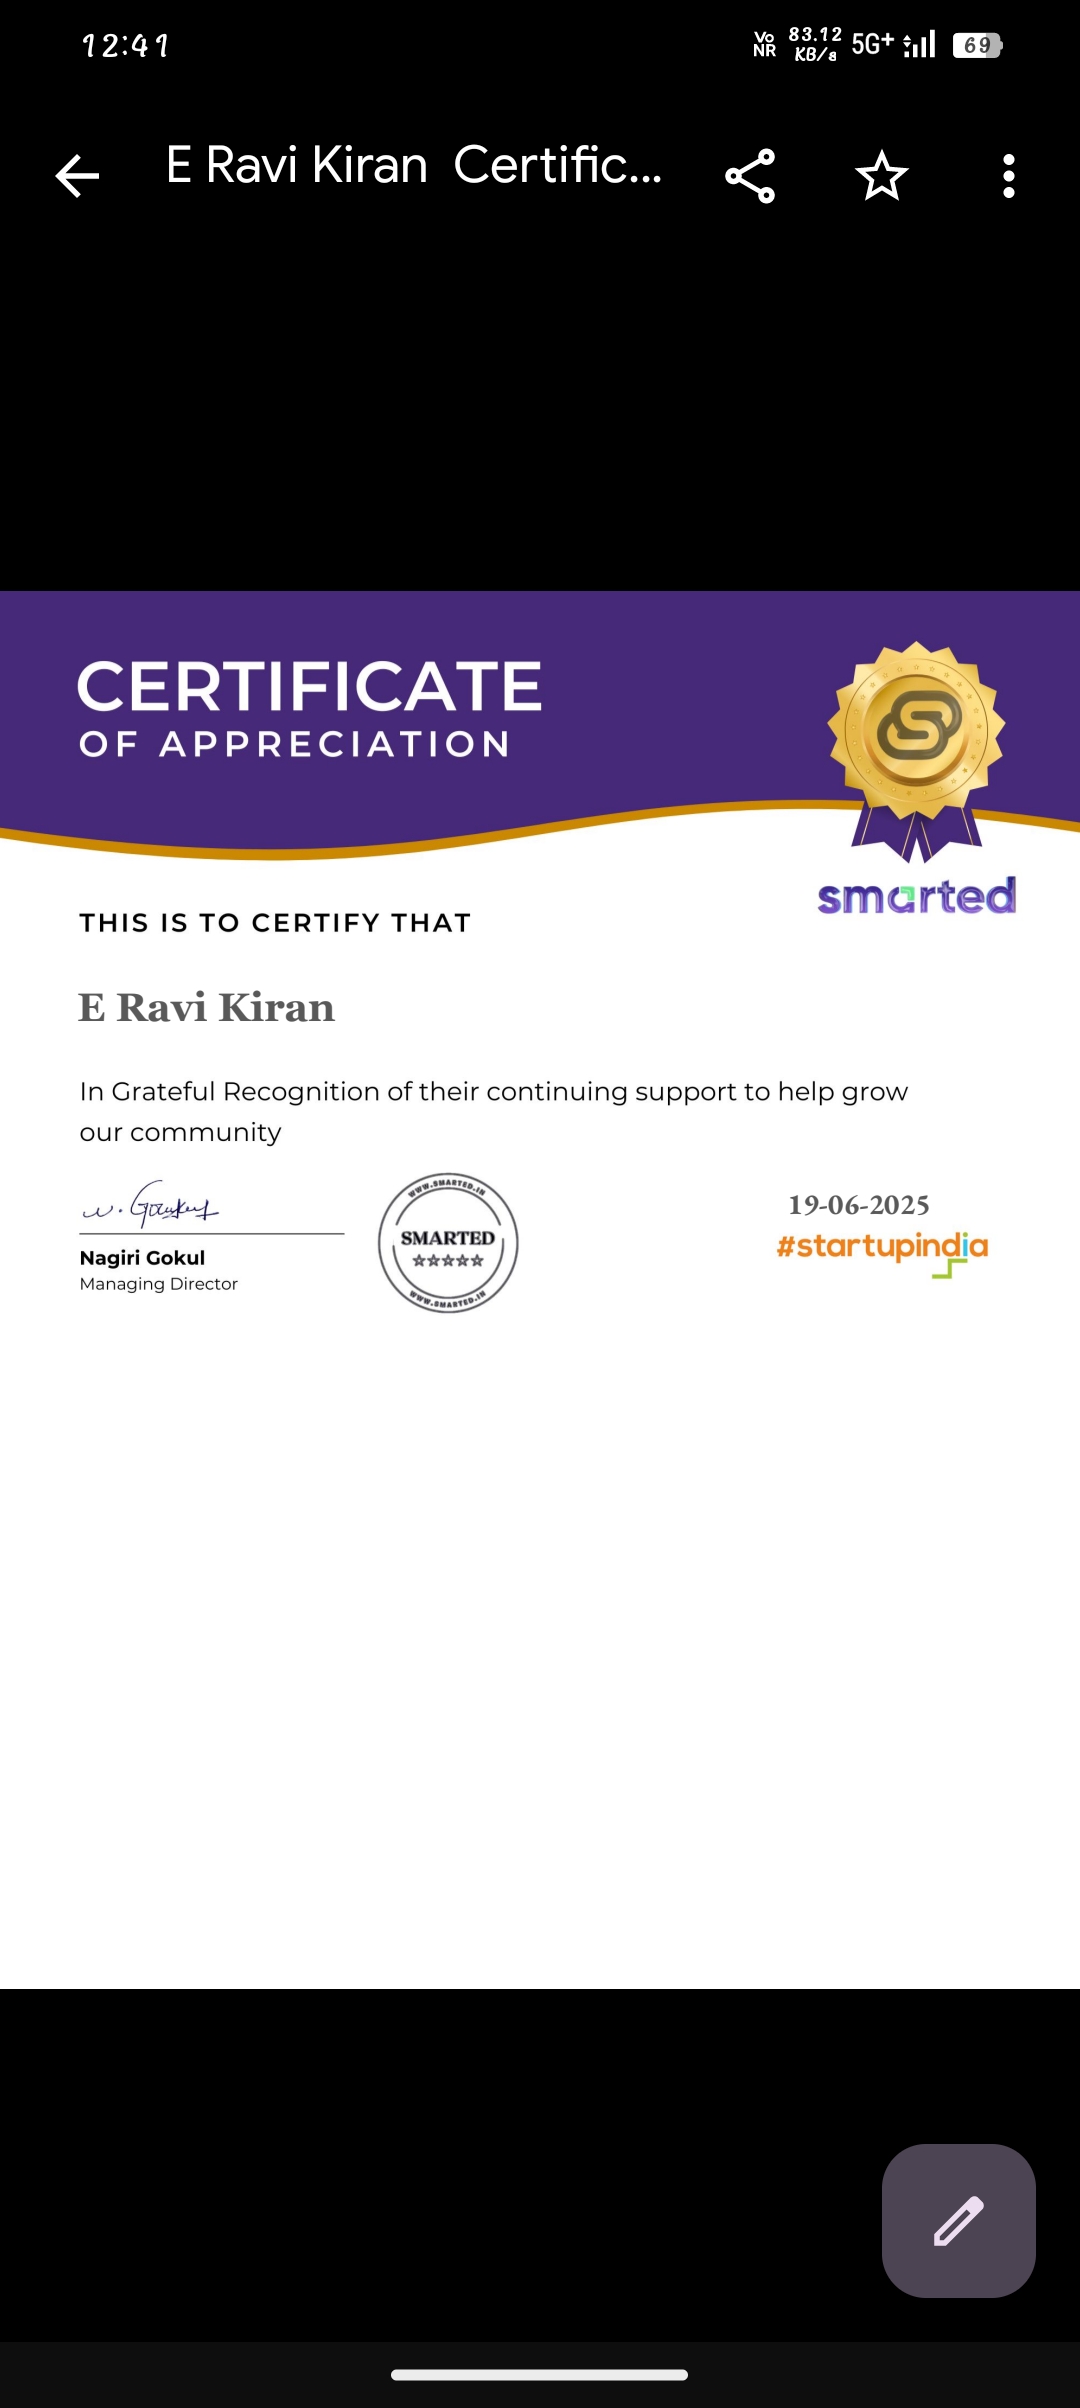 12:41
Vo NR 83.12 KB/s 5G+ 69
E Ravi Kiran Certific...
CERTIFICATE
OF APPRECIATION
smarted
THIS IS TO CERTIFY THAT
E Ravi Kiran
In Grateful Recognition of their continuing support to help grow
our community
N. Gokul
Nagiri Gokul
Managing Director
WWW.SMARTED.IN
SMARTED
WWW.SMARTED.IN
19-06-2025
#startupindia